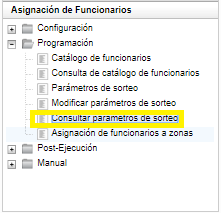 Asignación de Funcionarios
Configuración
Programación
Catálogo de funcionarios
Consulta de catálogo de funcionarios
Parámetros de sorteo
Modificar parámetros de sorteo
Consultar parametros de sorteo
Asignación de funcionarios a zonas
Post-Ejecución
Manual